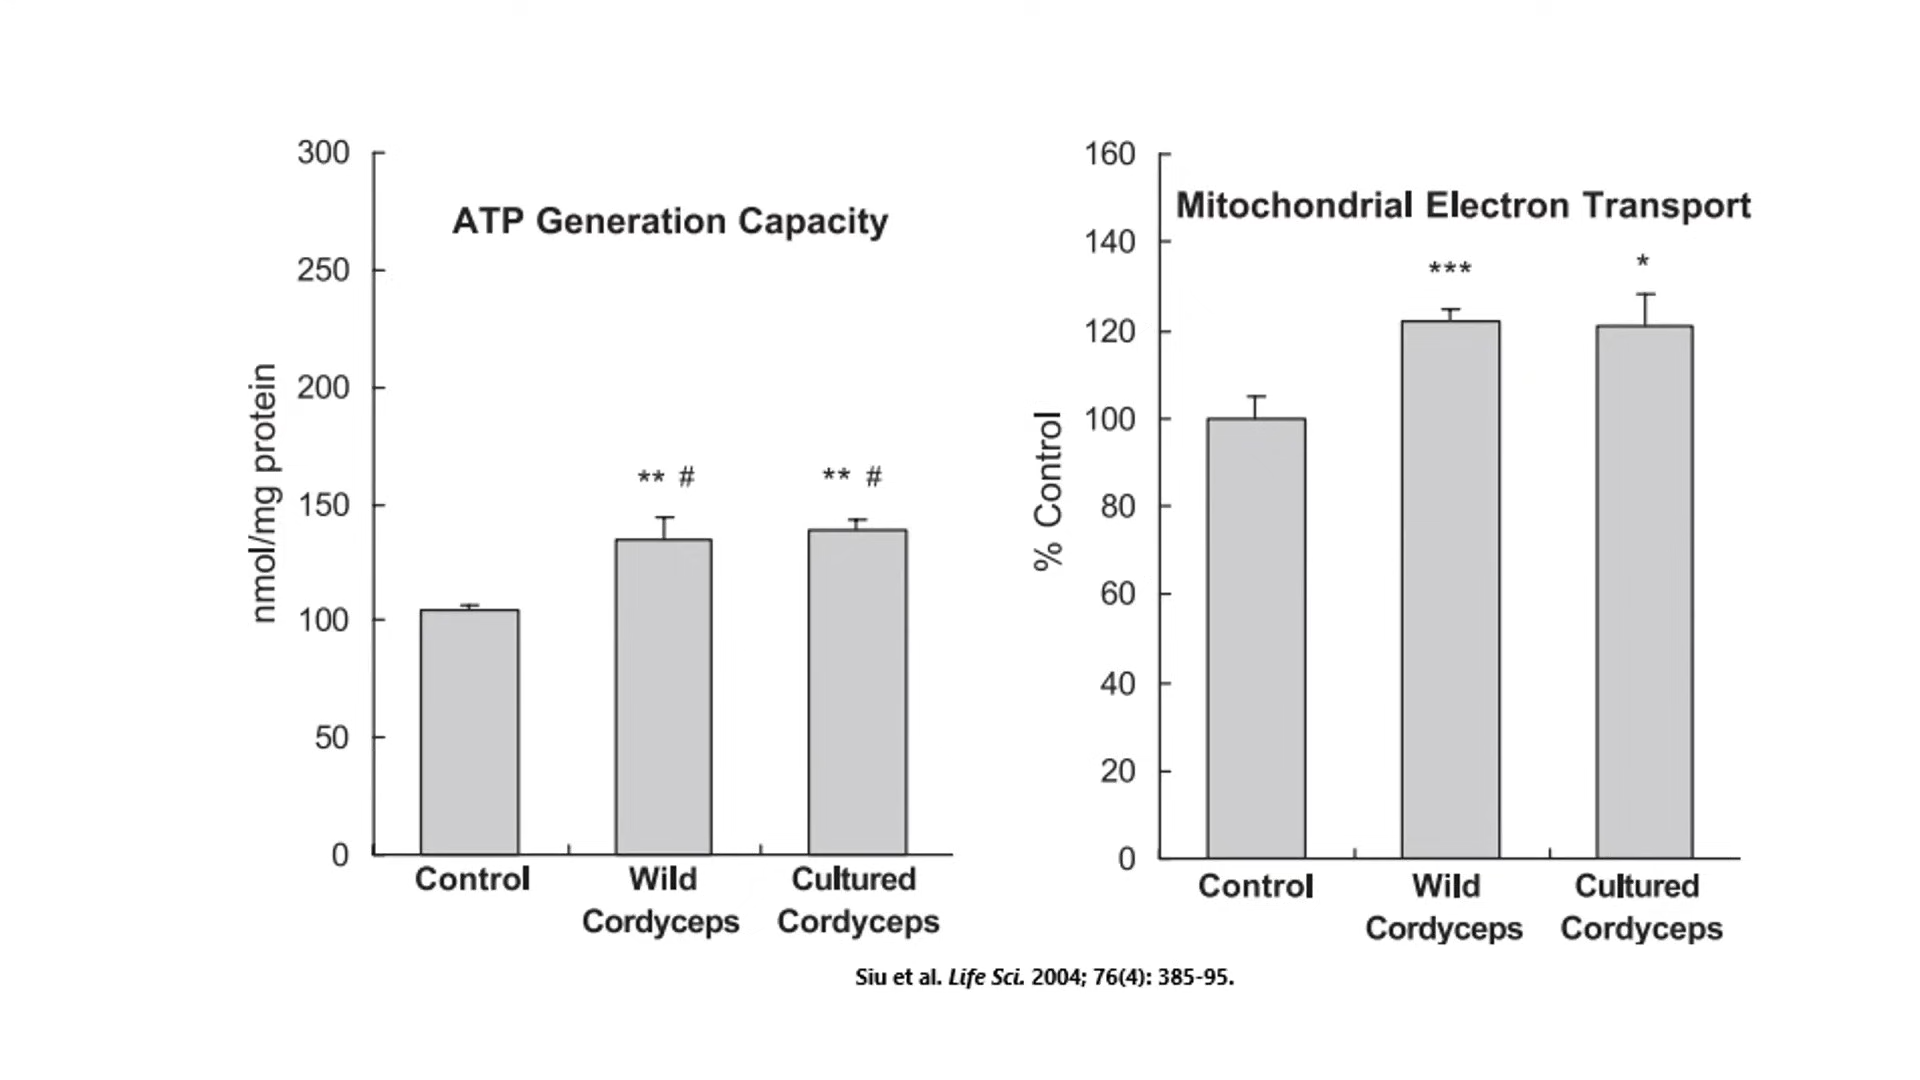 ATP Generation Capacity
nmol/mg protein
300
250
200
150
100
50
0
** #
** #
Control
Wild
Cordyceps
Cultured
Cordyceps
Mitochondrial Electron Transport
% Control
160
140
120
100
80
60
40
20
0
***
*
Control
Wild
Cordyceps
Cultured
Cordyceps
Siu et al. Life Sci. 2004; 76(4): 385-95.